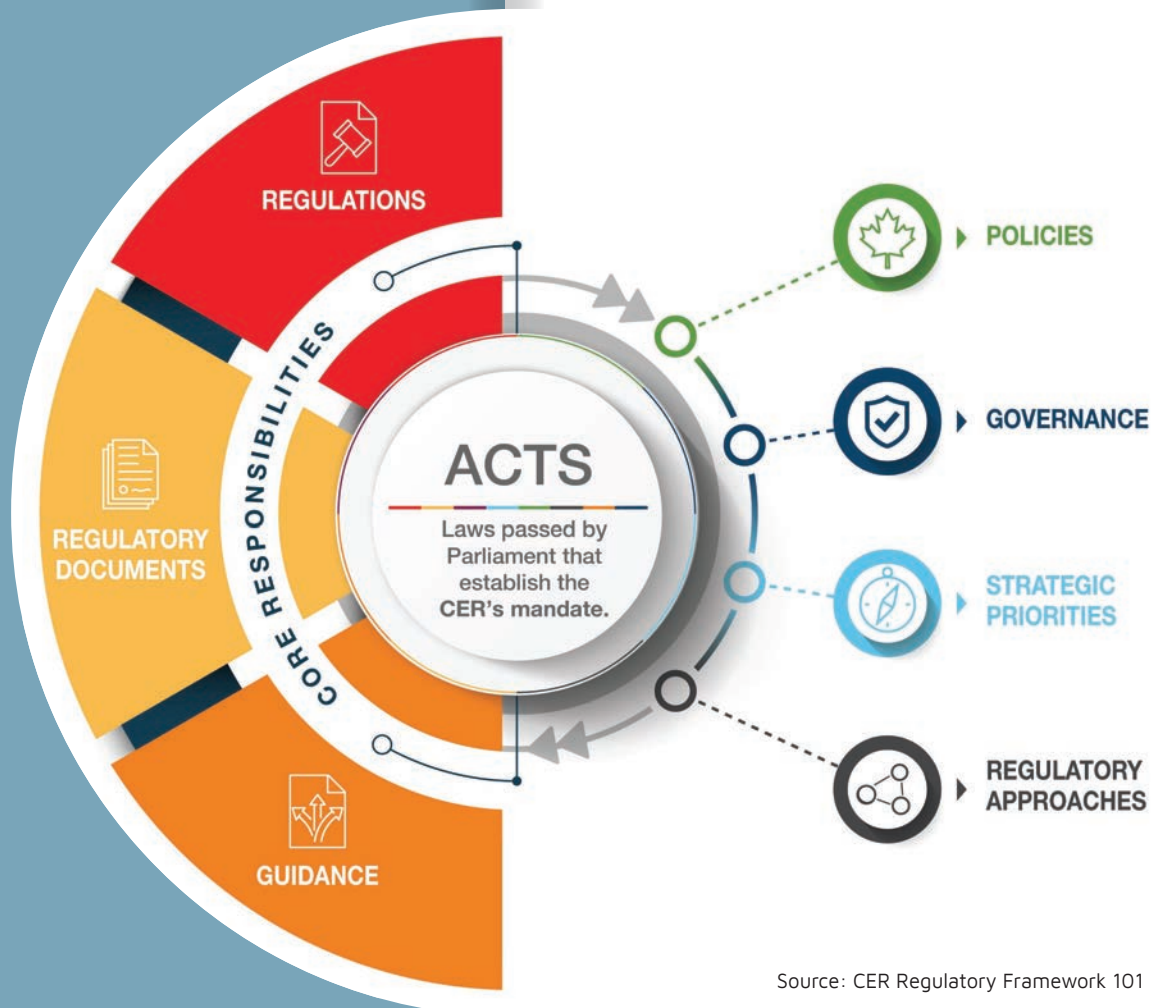 REGULATIONS
REGULATORY
DOCUMENTS
GUIDANCE
CORE RESPONSIBILITIES
ACTS
Laws passed by
Parliament that
establish the
CER's mandate.
POLICIES
GOVERNANCE
STRATEGIC
PRIORITIES
REGULATORY
APPROACHES
Source: CER Regulatory Framework 101